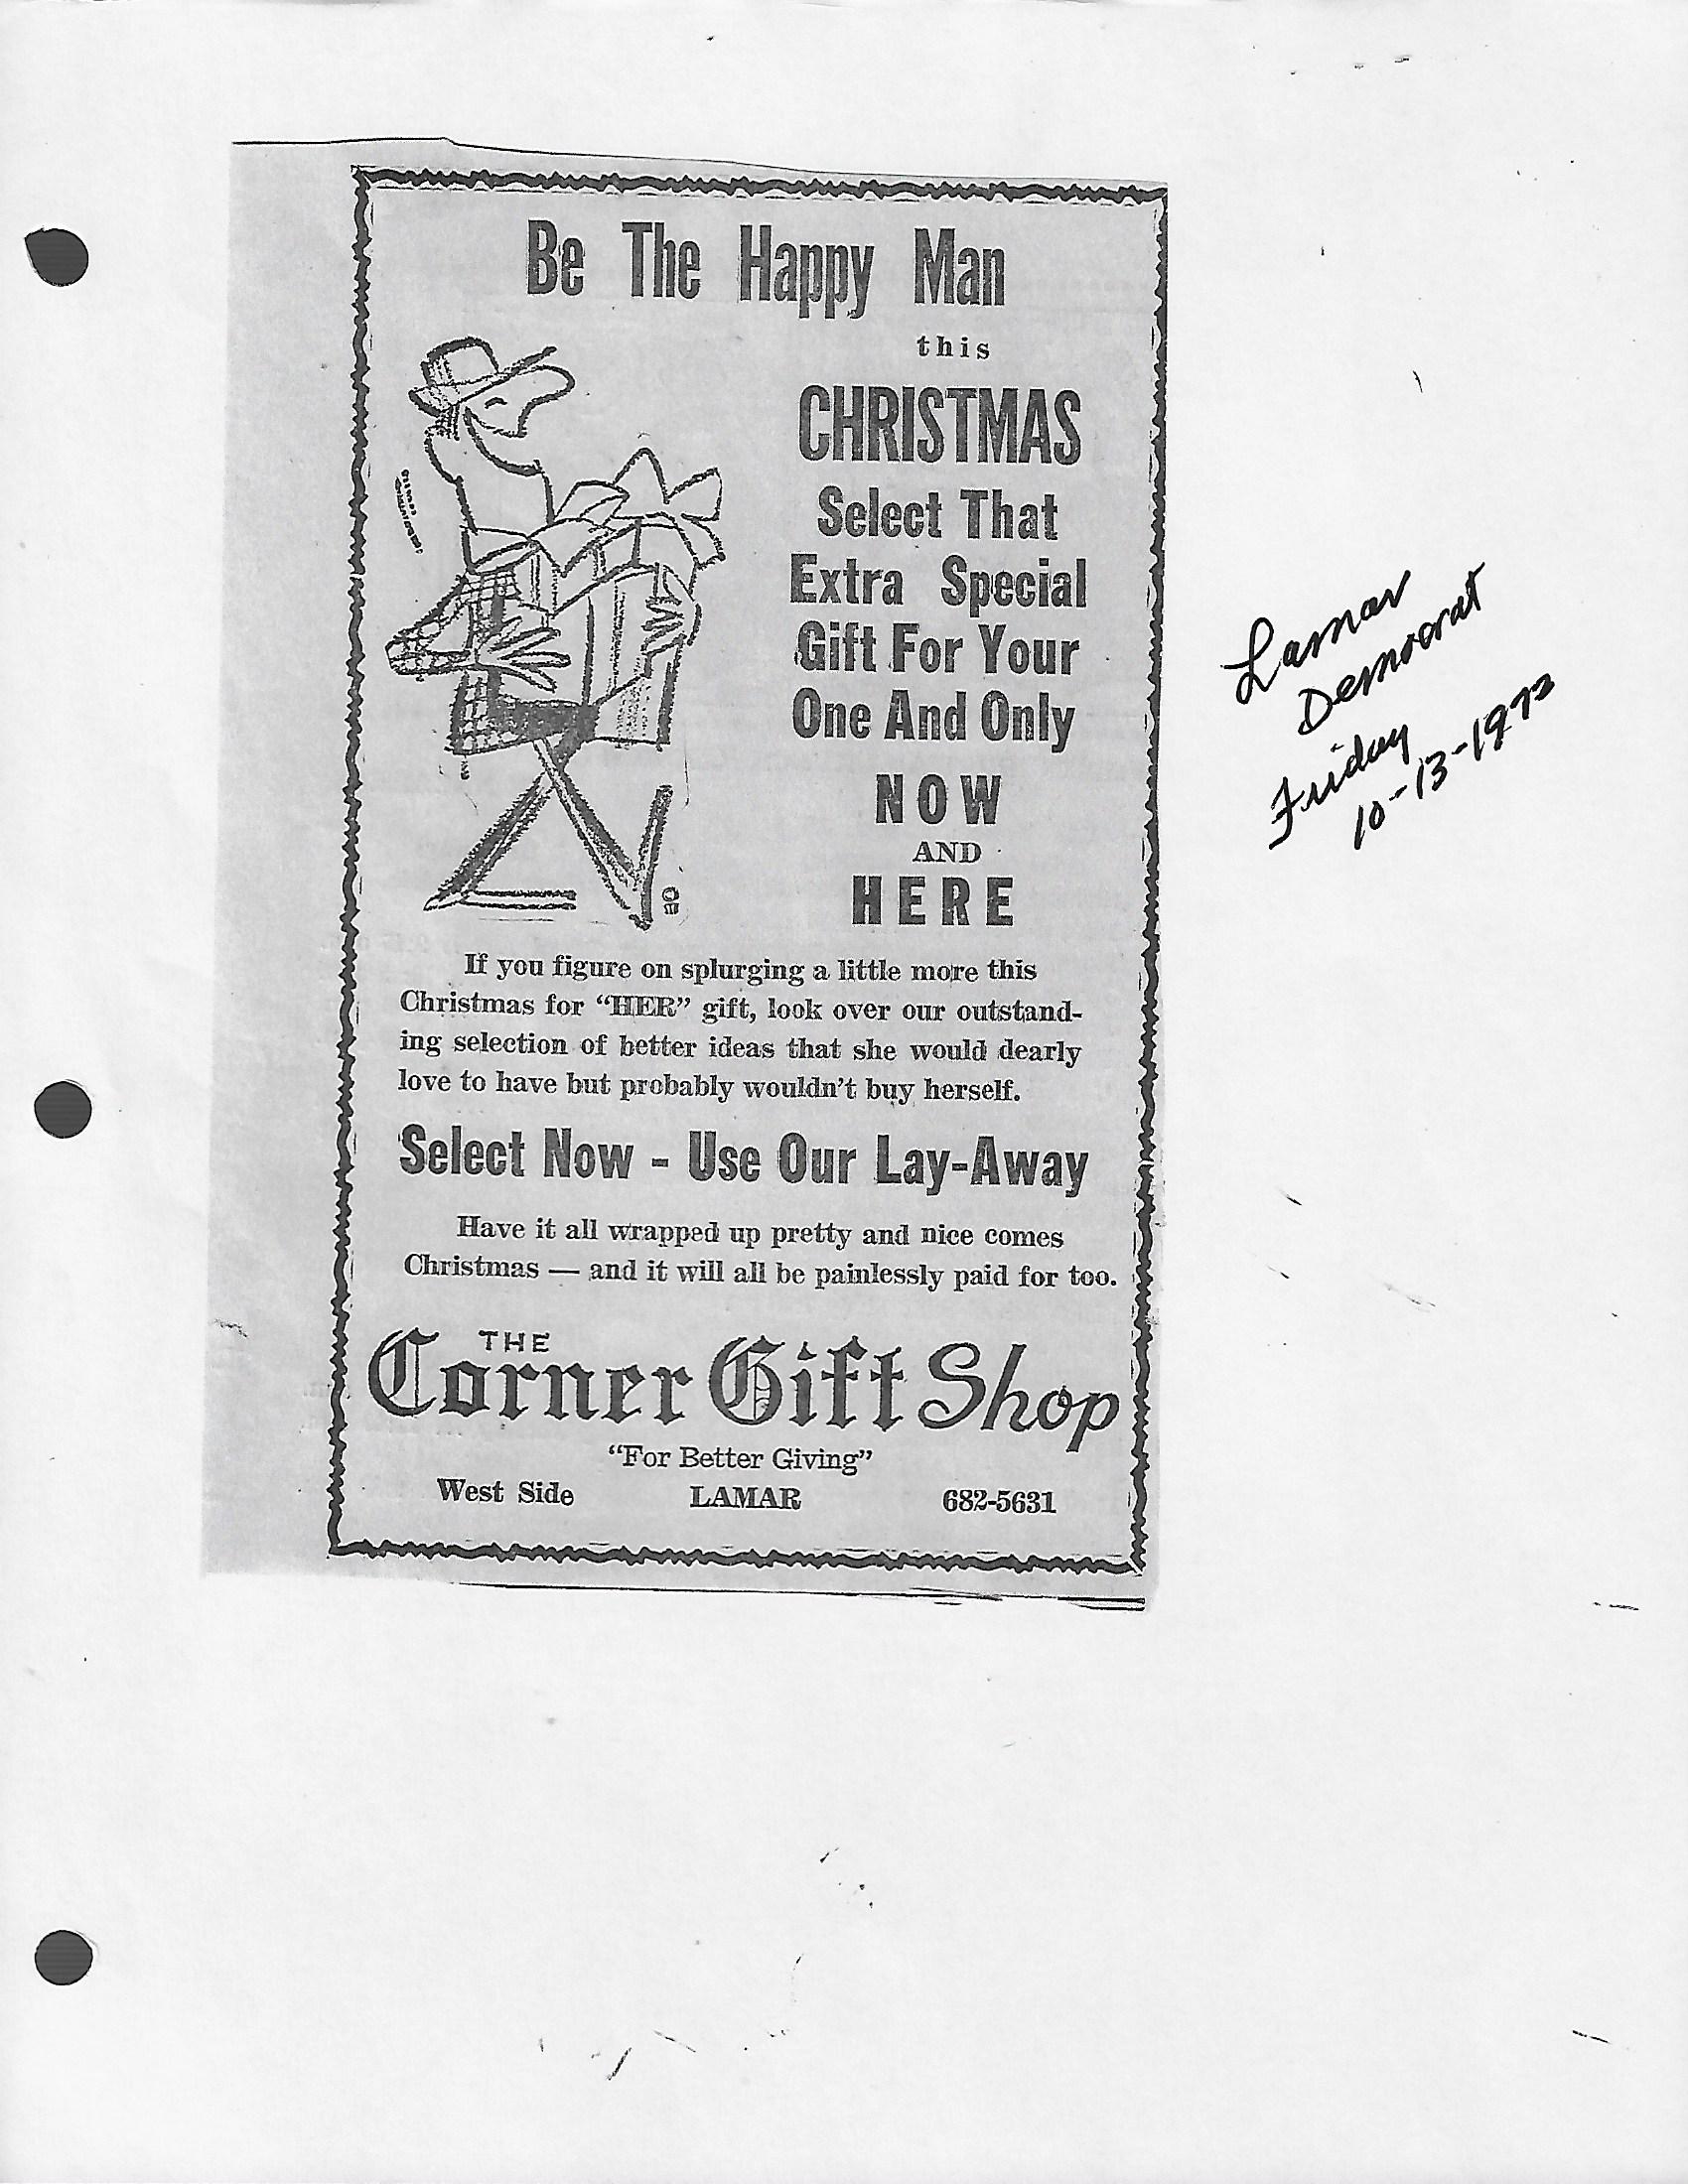 Be The Happy Man
this
CHRISTMAS
Select That
Extra Special
Gift For Your
One And Only
NOW
AND
HERE
If you figure on splurging a little more this
Christmas for “HER” gift, look over our outstand-
ing selection of better ideas that she would dearly
love to have but probably wouldn’t buy herself.
Select Now - Use Our Lay-Away
Have it all wrapped up pretty and nice comes
Christmas — and it will all be painlessly paid for too.
THE
Corner Gift Shop
“For Better Giving”
West Side LAMAR 682-5631
Lamar
Democrat
Friday
10-13-1972